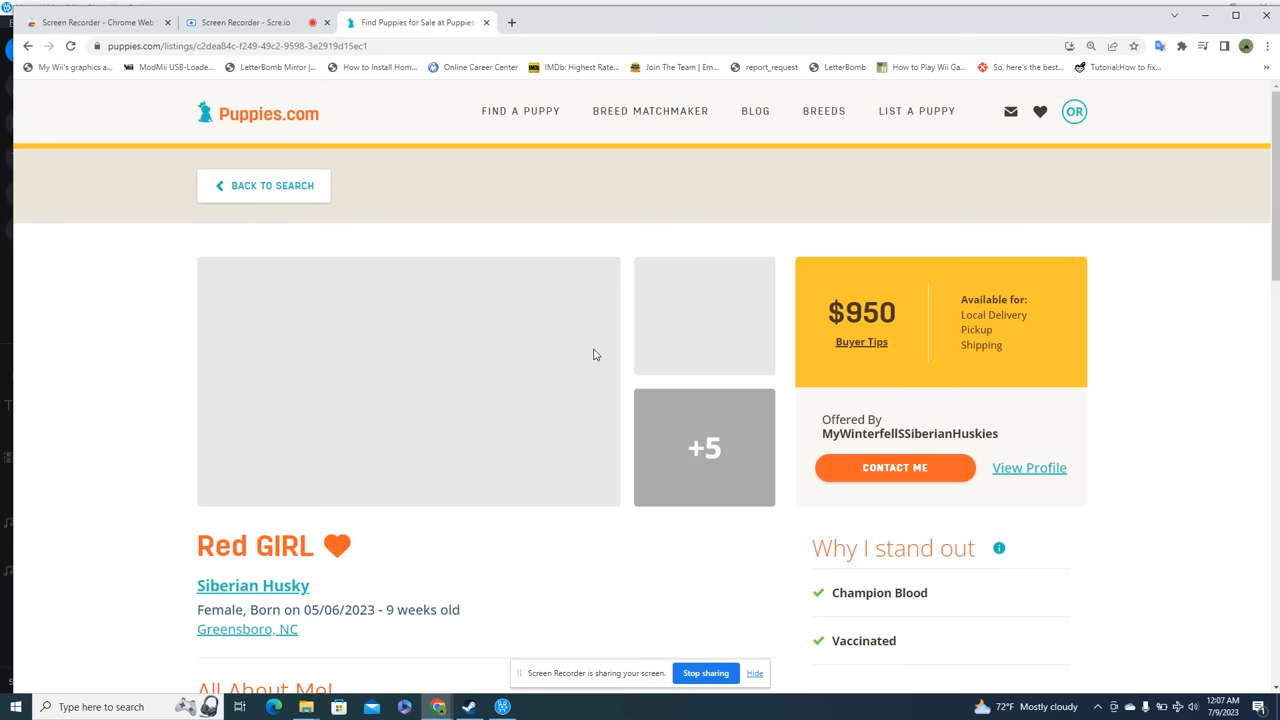 Screen Recorder - Chrome Web S
Screen Recorder - Scre.io
Find Puppies for Sale at Puppies.
puppies.com/listings/c2dea84c-f249-49c2-9598-3e2919d15ec1
My Wii's graphics a...
ModMii USB-Loade...
LetterBomb Mirror |...
How to Install Hom...
Online Career Center
IMDb: Highest Rate...
Join The Team | Em...
report_request
LetterBomb
How to Play Wii Ga...
So, here's the best...
Tutorial:How to fix...
»
Puppies.com
FIND A PUPPY
BREED MATCHMAKER
BLOG
BREEDS
LIST A PUPPY
OR
BACK TO SEARCH
$950
Buyer Tips
Available for:
Local Delivery
Pickup
Shipping
+5
Offered By
MyWinterfellSSiberianHuskies
CONTACT ME
View Profile
Red GIRL
Siberian Husky
Female, Born on 05/06/2023 - 9 weeks old
Greensboro, NC
All About Me!
Why I stand out
Champion Blood
Vaccinated
Screen Recorder is sharing your screen.
Stop sharing
Hide
Type here to search
72°F Mostly cloudy
12:07 AM
7/9/2023